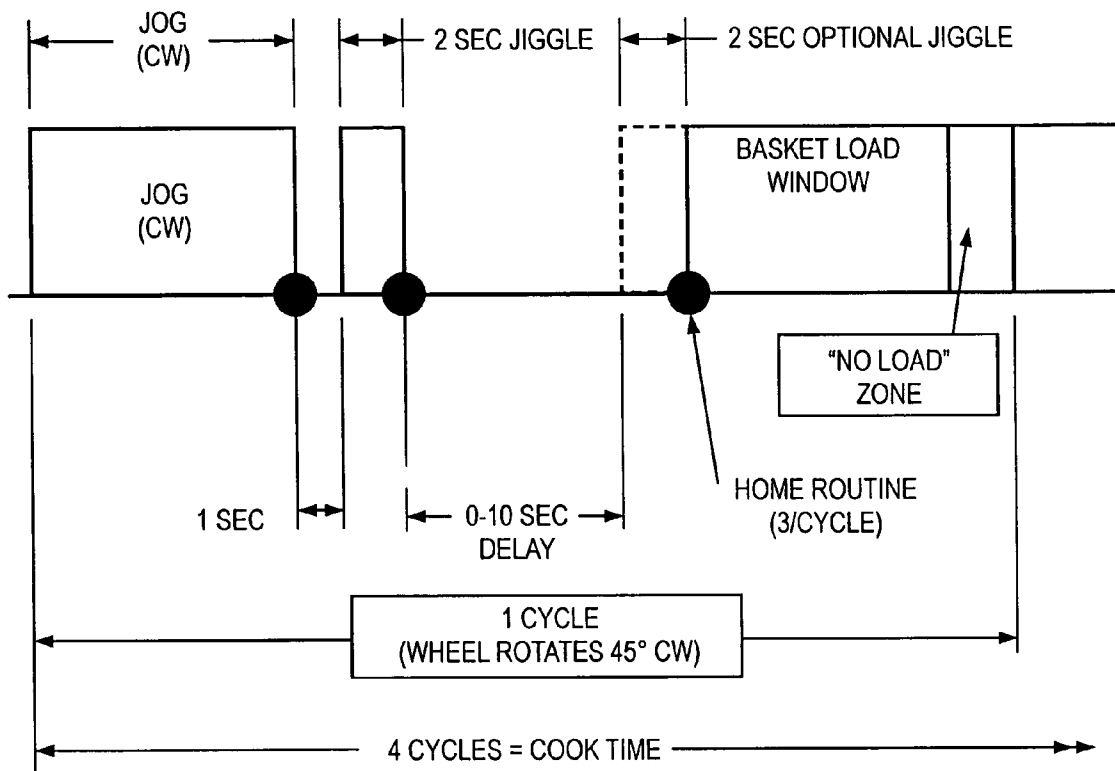 JOG
(CW)
2 SEC JIGGLE
2 SEC OPTIONAL JIGGLE
JOG
(CW)
BASKET LOAD
WINDOW
"NO LOAD"
ZONE
1 SEC
0-10 SEC
DELAY
HOME ROUTINE
(3/CYCLE)
1 CYCLE
(WHEEL ROTATES 45° CW)
4 CYCLES = COOK TIME